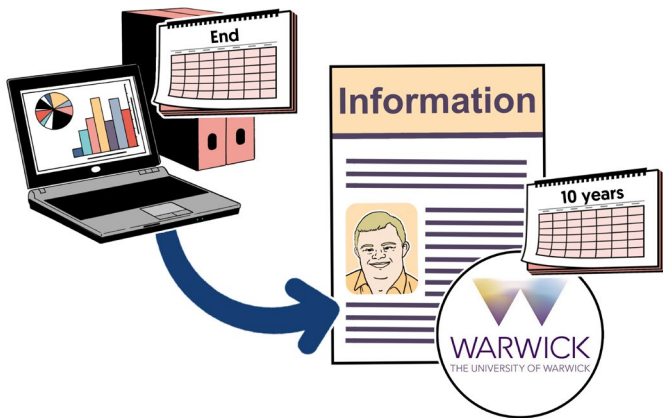 End
Information
10 years
WARWICK
THE UNIVERSITY OF WARWICK